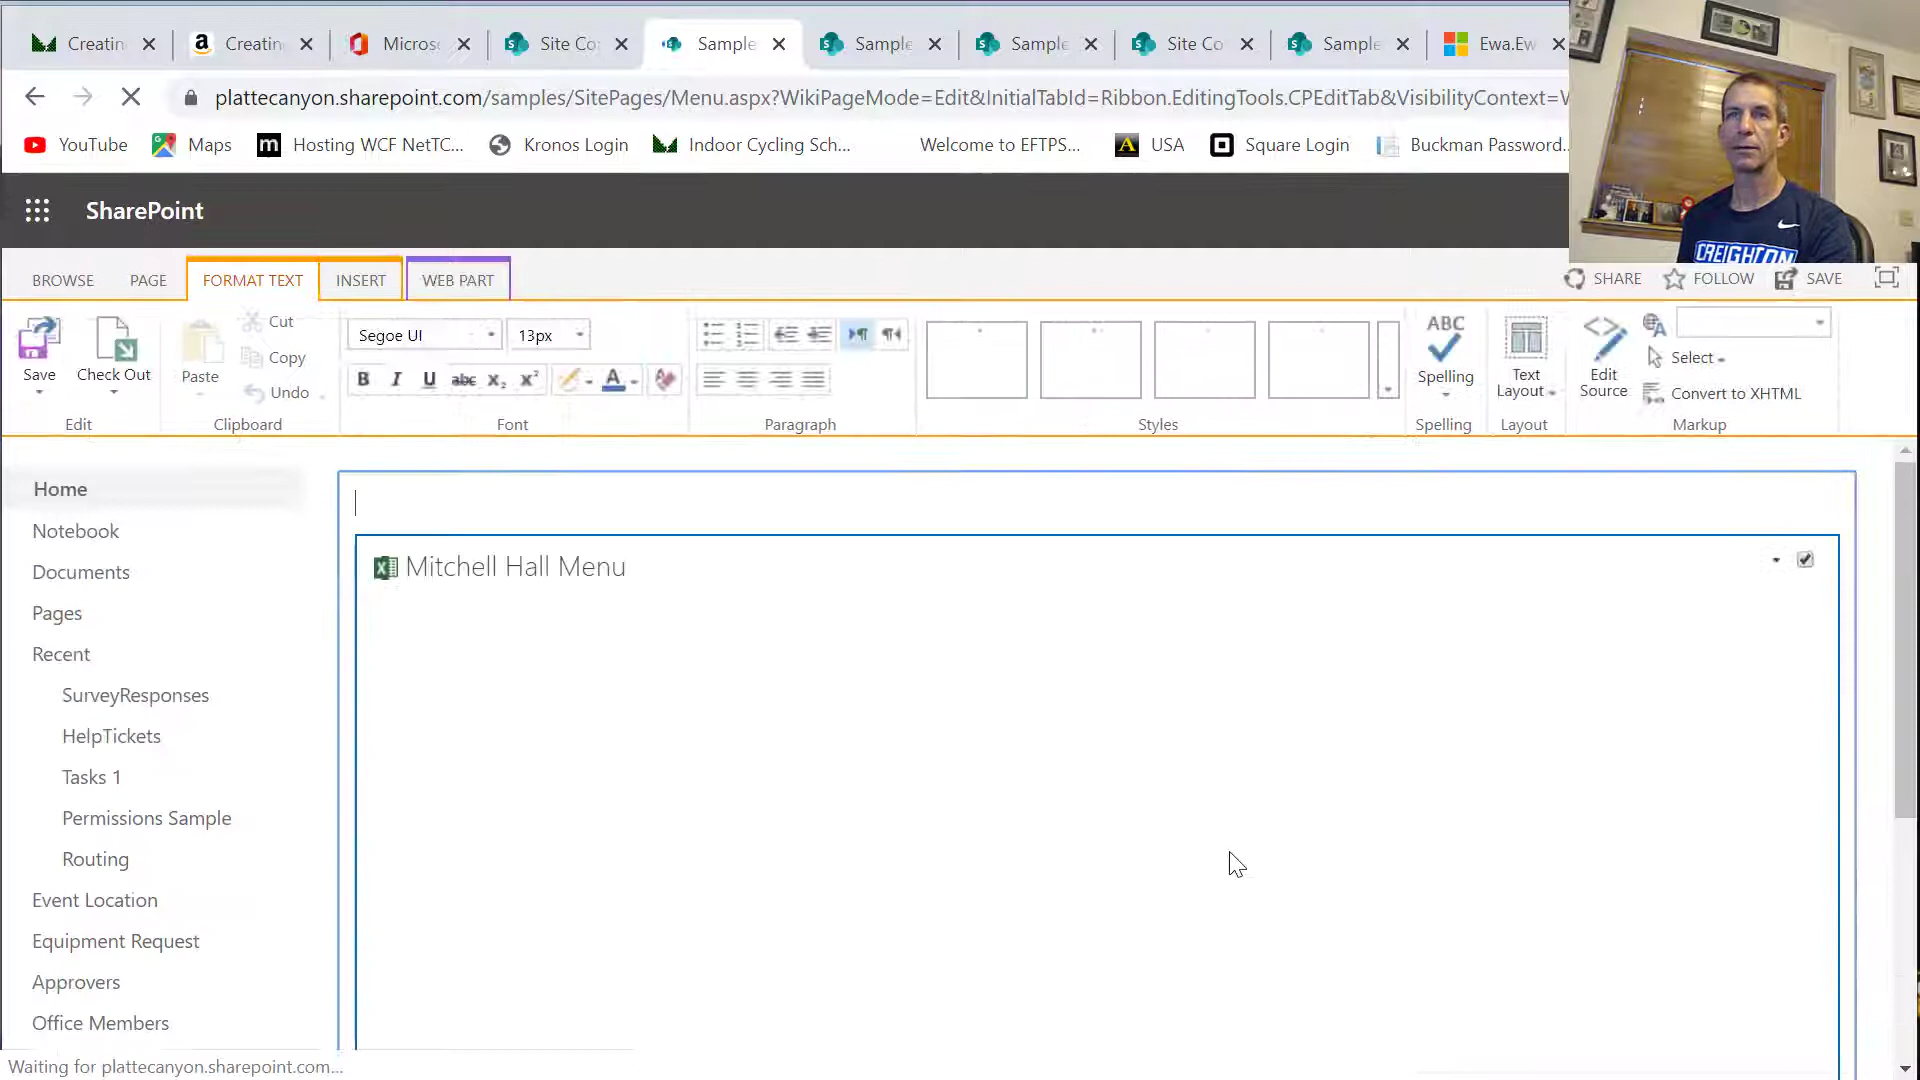 Creatin
Creatin
Micros
Site Co
Sample
Sample
Sample
Site Co
Sample
Ewa.Ew
plattecanyon.sharepoint.com/samples/SitePages/Menu.aspx?WikiPageMode=Edit&InitialTabId=Ribbon.EditingTools.CPEditTab&VisibilityContext=W
YouTube
Maps
Hosting WCF NetTC...
Kronos Login
Indoor Cycling Sch...
Welcome to EFTPS...
USA
Square Login
Buckman Password...
CREIGHTON
SharePoint
BROWSE
PAGE
FORMAT TEXT
INSERT
WEB PART
SHARE
FOLLOW
SAVE
Save
Check Out
Edit
Paste
Cut
Copy
Undo
Clipboard
Segoe UI
13px
B I U abc X₂ X² A
Font
Paragraph
Styles
ABC
Spelling
Spelling
Text
Layout
Layout
Edit
Source
Select
Convert to XHTML
Markup
Home
Notebook
Documents
Pages
Recent
SurveyResponses
HelpTickets
Tasks 1
Permissions Sample
Routing
Event Location
Equipment Request
Approvers
Office Members
Mitchell Hall Menu
Waiting for plattecanyon.sharepoint.com...